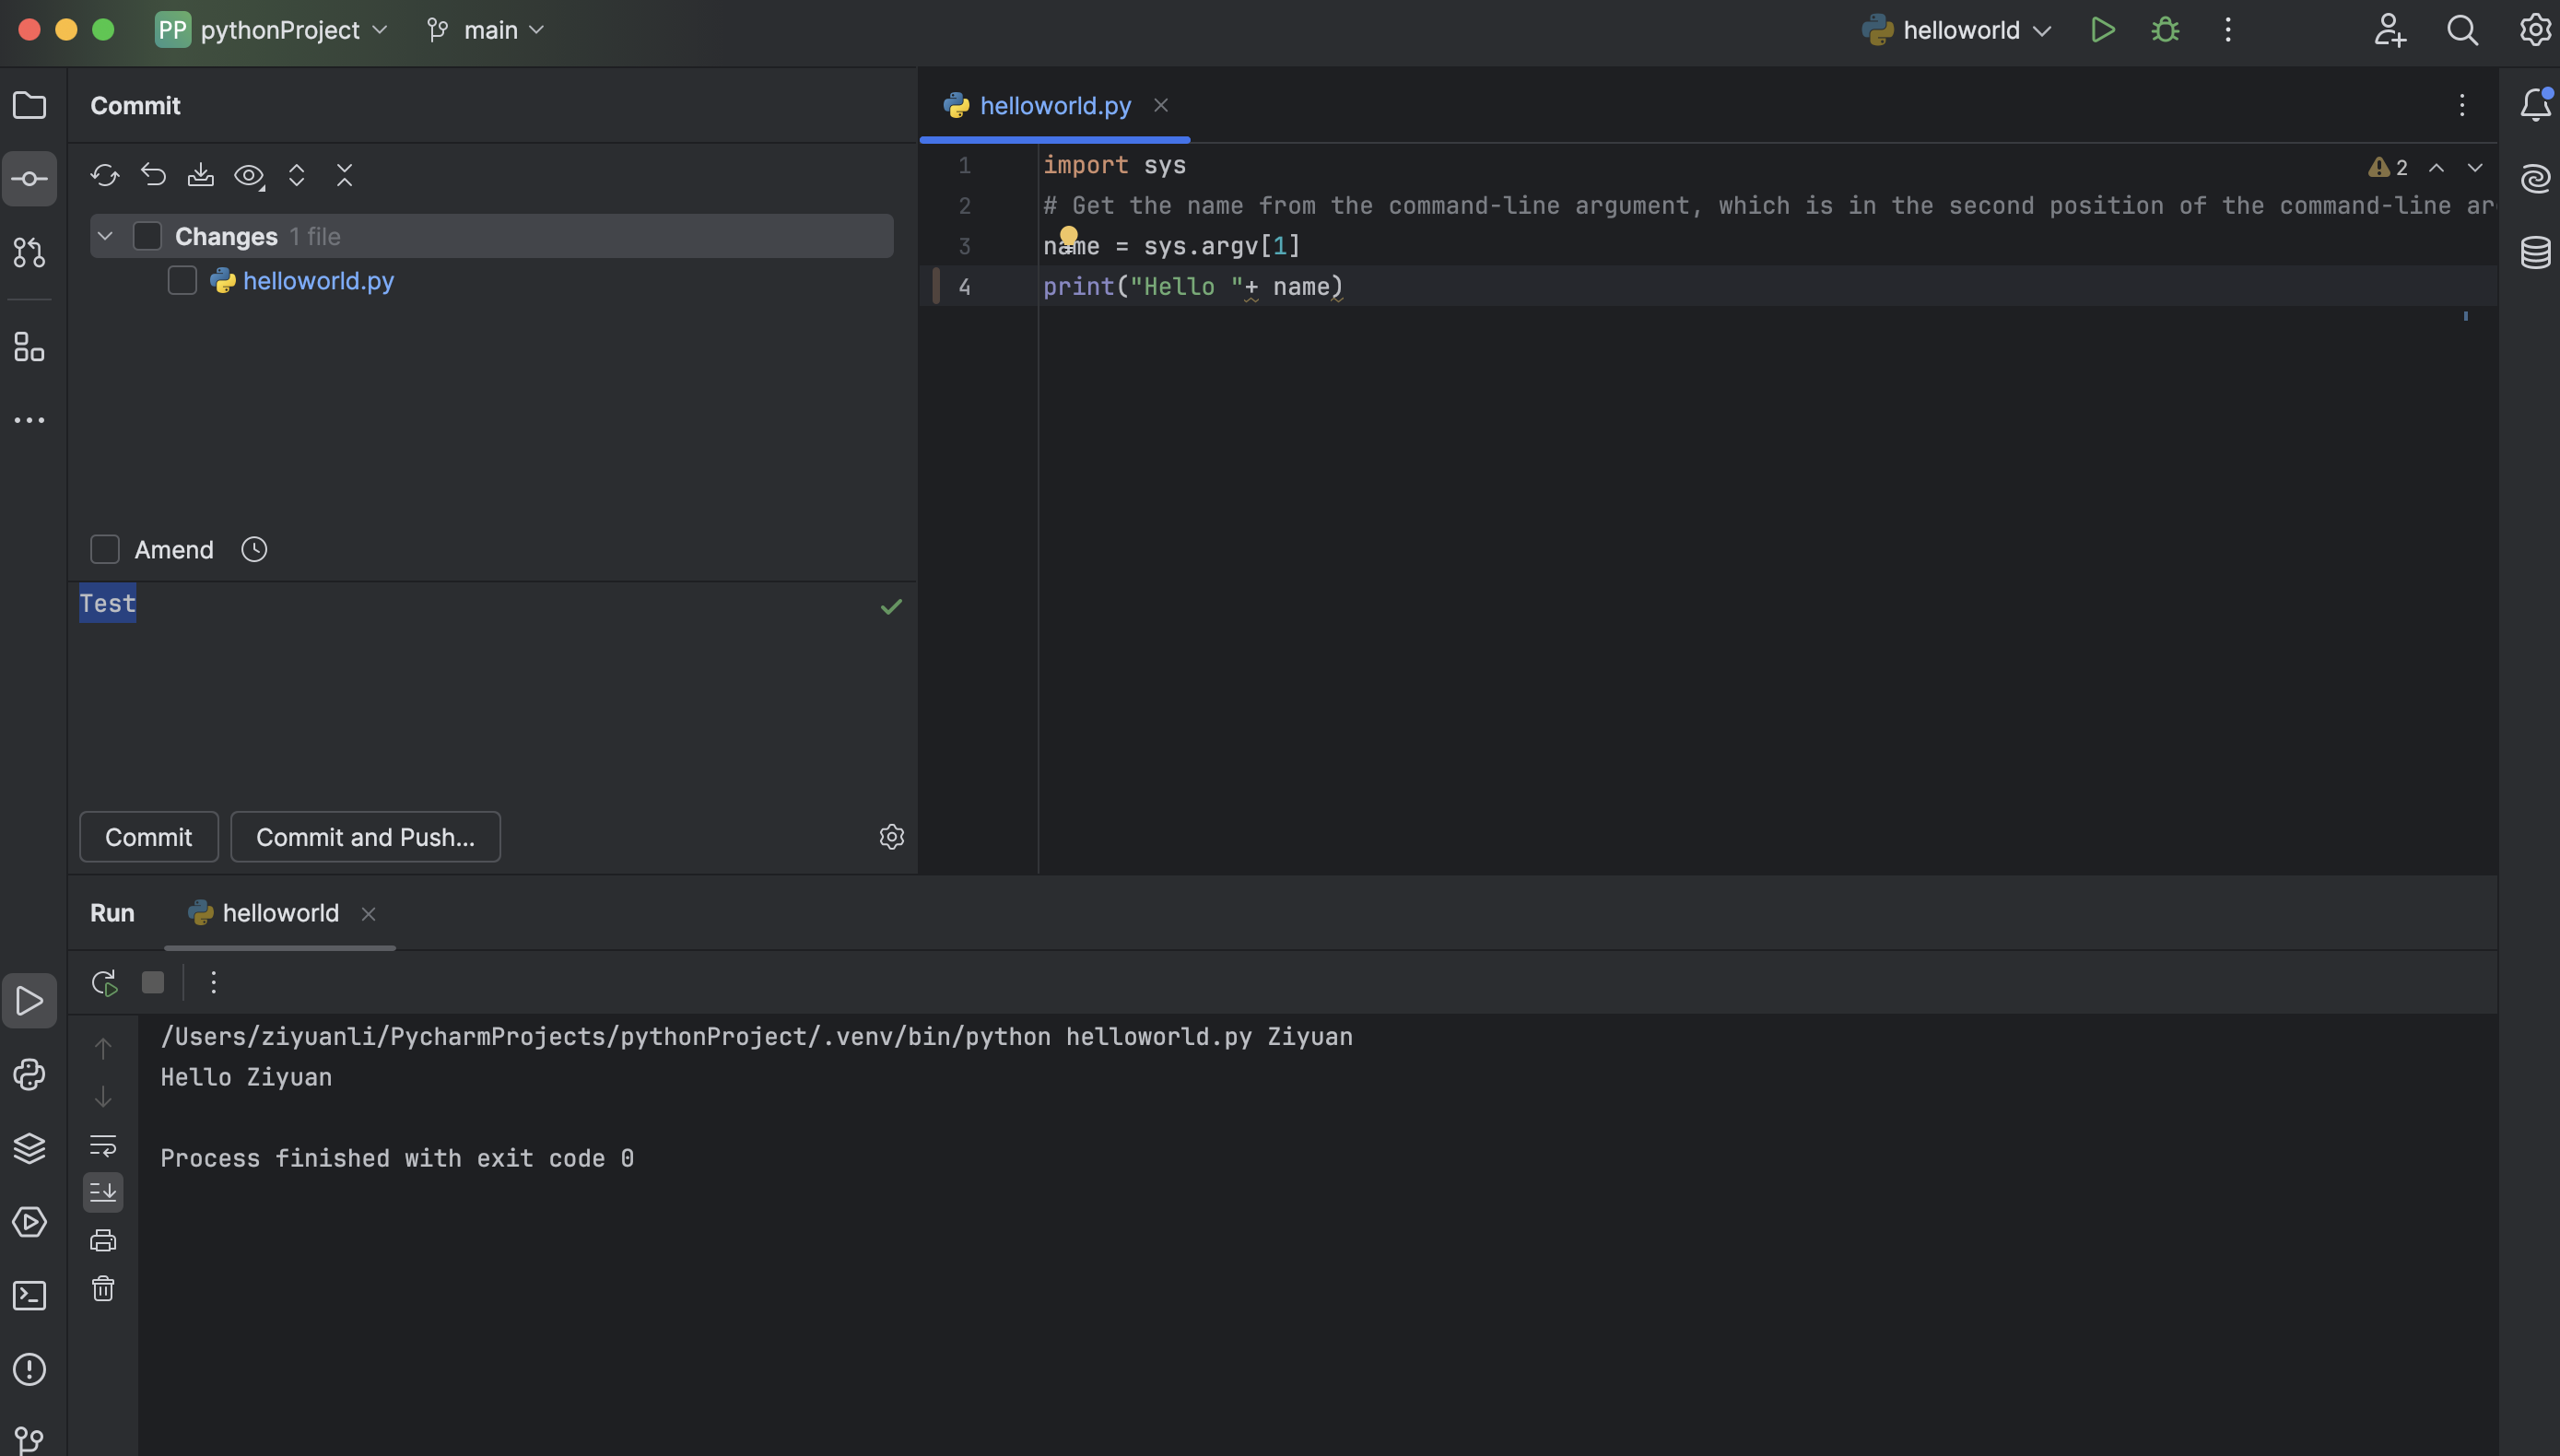 PP pythonProject main helloworld
Commit
helloworld.py
Changes 1 file
helloworld.py
Amend
Test
Commit Commit and Push...
1 import sys
2 # Get the name from the command-line argument, which is in the second position of the command-line
3 name = sys.argv[1]
4 print("Hello "+ name)
2
Run helloworld
/Users/ziyuanli/PycharmProjects/pythonProject/.venv/bin/python helloworld.py Ziyuan
Hello Ziyuan
Process finished with exit code 0